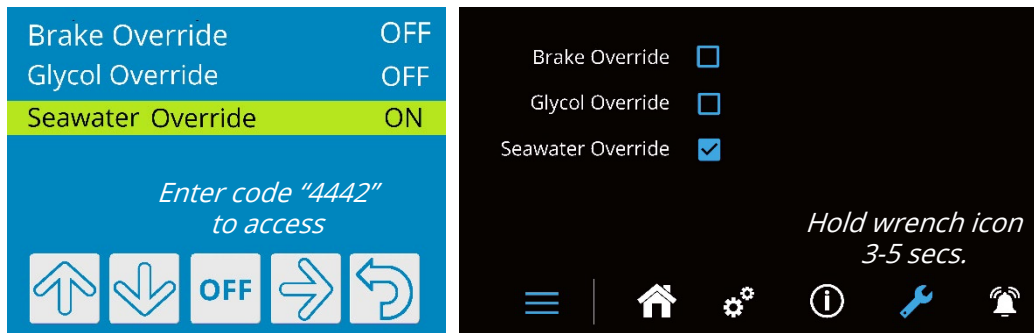 Brake Override OFF
Glycol Override OFF
Seawater Override ON
Enter code “4442”
to access
OFF
Brake Override
Glycol Override
Seawater Override
Hold wrench icon
3-5 secs.